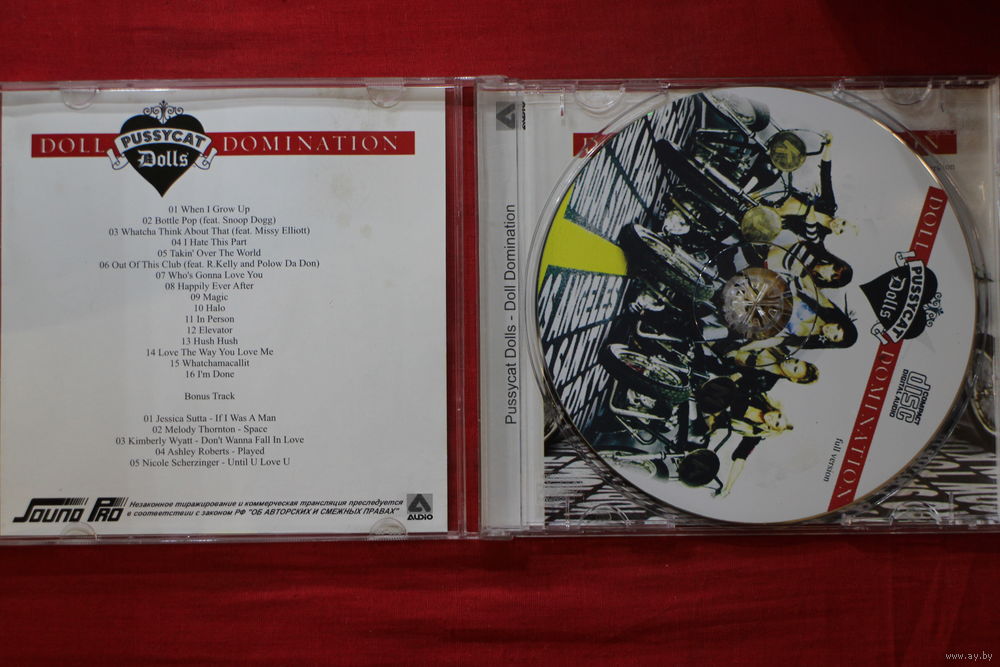 DOLL DOMINATION
PUSSYCAT
Dolls
01 When I Grow Up
02 Bottle Pop (feat. Snoop Dogg)
03 Whatcha Think About That (feat. Missy Elliott)
04 I Hate This Part
05 Takin' Over The World
06 Out Of This Club (feat. R.Kelly and Polow Da Don)
07 Who's Gonna Love You
08 Happily Ever After
09 Magic
10 Halo
11 In Person
12 Elevator
13 Hush Hush
14 Love The Way You Love Me
15 Whatchamacallit
16 I'm Done
Bonus Track
01 Jessica Sutta - If I Was A Man
02 Melody Thornton - Space
03 Kimberly Wyatt - Don't Wanna Fall In Love
04 Ashley Roberts - Played
05 Nicole Scherzinger - Until U Love U
SOUND PRO
Незаконное тиражирование и коммерческая трансляция преследуется
в соответствии с законом РФ "ОБ АВТОРСКИХ И СМЕЖНЫХ ПРАВАХ"
AUDIO
AUDIO
Pussycat Dolls - Doll Domination
DOLL DOMINATION
PUSSYCAT
Dolls
COMPACT
disc
DIGITAL AUDIO
full version
ANGELES
www.ay.by